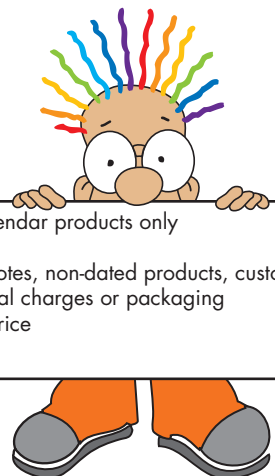 endar products only
otes, non-dated products, custo
al charges or packaging
rice